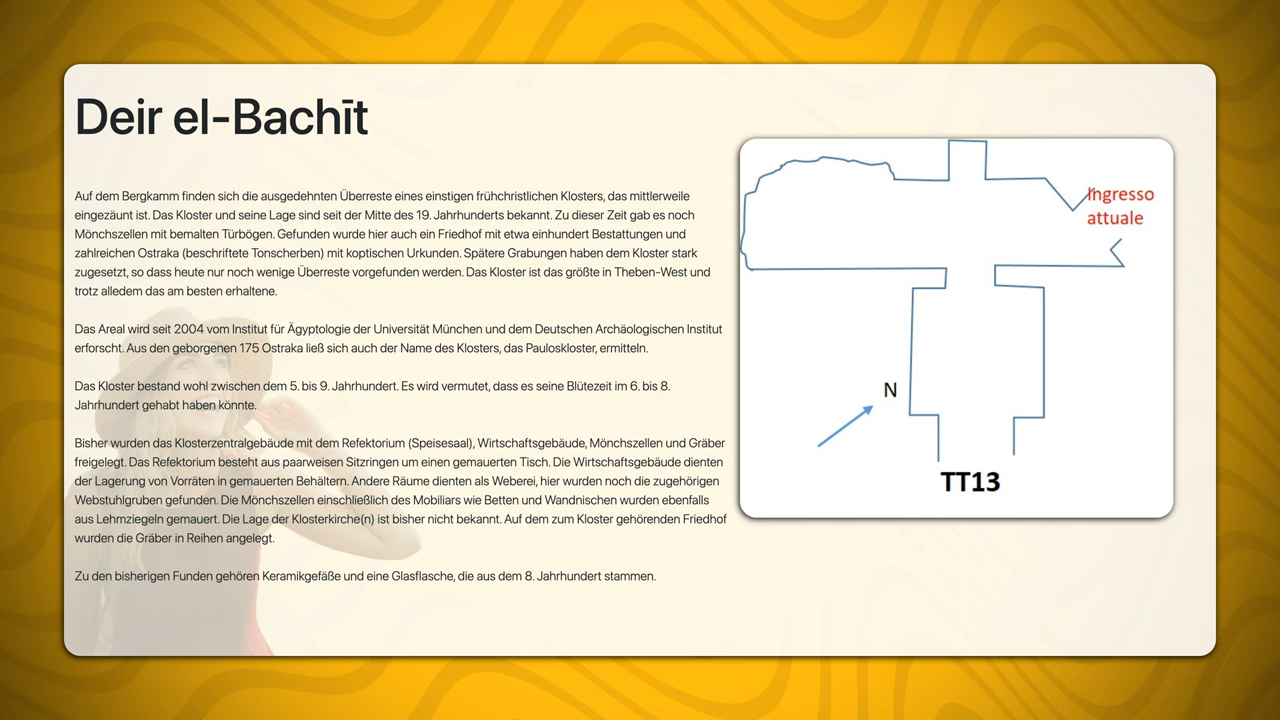 Deir el-Bachīt
Auf dem Bergkamm finden sich die ausgedehnten Überreste eines einstigen frühchristlichen Klosters, das mittlerweile
eingezäunt ist. Das Kloster und seine Lage sind seit der Mitte des 19. Jahrhunderts bekannt. Zu dieser Zeit gab es noch
Mönchszellen mit bemalten Türbögen. Gefunden wurde hier auch ein Friedhof mit etwa einhundert Bestattungen und
zahlreichen Ostraka (beschriftete Tonscherben) mit koptischen Urkunden. Spätere Grabungen haben dem Kloster stark
zugesetzt, so dass heute nur noch wenige Überreste vorgefunden werden. Das Kloster ist das größte in Theben-West und
trotz alledem das am besten erhaltene.
Das Areal wird seit 2004 vom Institut für Ägyptologie der Universität München und dem Deutschen Archäologischen Institut
erforscht. Aus den geborgenen 175 Ostraka ließ sich auch der Name des Klosters, das Pauloskloster, ermitteln.
Das Kloster bestand wohl zwischen dem 5. bis 9. Jahrhundert. Es wird vermutet, dass es seine Blütezeit im 6. bis 8.
Jahrhundert gehabt haben könnte.
Bisher wurden das Klosterzentralgebäude mit dem Refektorium (Speisesaal), Wirtschaftsgebäude, Mönchszellen und Gräber
freigelegt. Das Refektorium besteht aus paarweisen Sitzringen um einen gemauerten Tisch. Die Wirtschaftsgebäude dienten
der Lagerung von Vorräten in gemauerten Behältern. Andere Räume dienten als Weberei, hier wurden noch die zugehörigen
Webstuhlgruben gefunden. Die Mönchszellen einschließlich des Mobiliars wie Betten und Wandnischen wurden ebenfalls
aus Lehmziegeln gemauert. Die Lage der Klosterkirche(n) ist bisher nicht bekannt. Auf dem zum Kloster gehörenden Friedhof
wurden die Gräber in Reihen angelegt.
Zu den bisherigen Funden gehören Keramikgefäße und eine Glasflasche, die aus dem 8. Jahrhundert stammen.
Ingresso
attuale
N
TT13